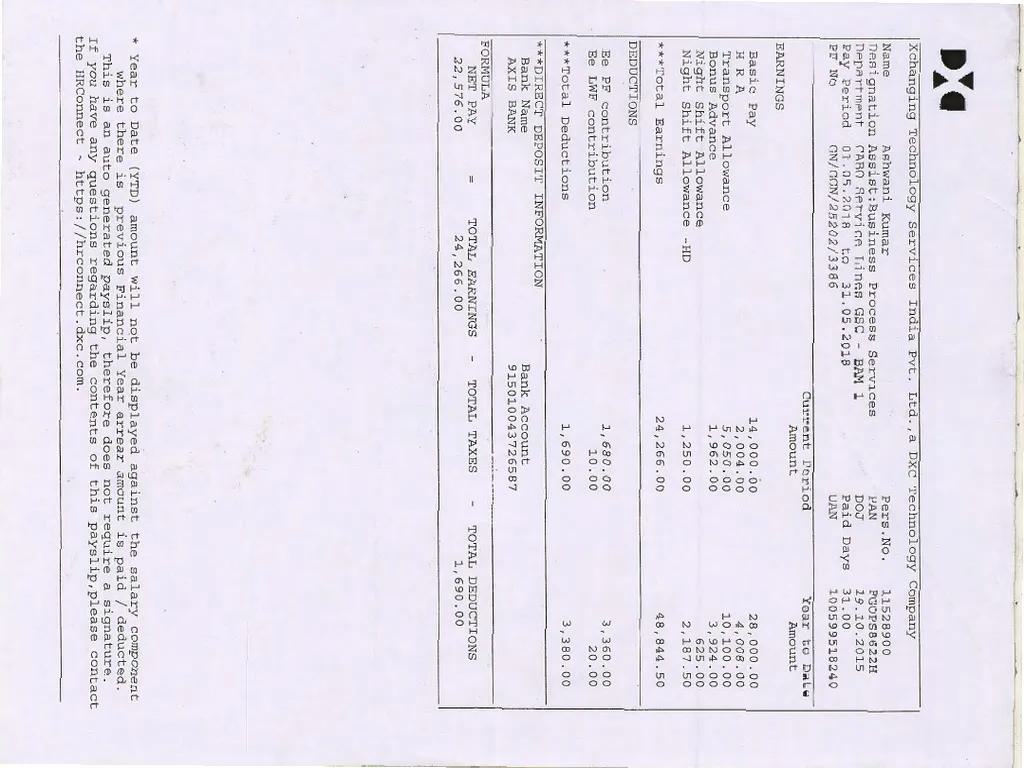 DXC
Xchanging Technology Services India Pvt. Ltd.,a DXC Technology Company
Name Ashwani Kumar Pers.No. 11528900
Designation Assist:Business Process Services PAN FGOPS8622H
Department CABO Service Lines GSC - BAM 1 DOJ 19.10.2015
Pay Period 01.05.2018 to 31.05.2018 Paid Days 31.00
PF No GN/GGN/25202/3386 UAN 100599518240
Current Period Year to Date
EARNINGS Amount Amount
Basic Pay 14,000.00 28,000.00
H R A 2,004.00 4,008.00
Transport Allowance 5,050.00 10,100.00
Bonus Advance 1,962.00 3,924.00
Night Shift Allowance 625.00
Night Shift Allowance -HD 1,250.00 2,187.50
***Total Earnings 24,266.00 48,844.50
DEDUCTIONS
Ee PF contribution 1,680.00 3,360.00
Ee LWF contribution 10.00 20.00
***Total Deductions 1,690.00 3,380.00
***DIRECT DEPOSIT INFORMATION
Bank Name Bank Account
AXIS BANK 915010043726587
FORMULA
NET PAY = TOTAL EARNINGS - TOTAL TAXES - TOTAL DEDUCTIONS
22,576.00 24,266.00 1,690.00
* Year to Date (YTD) amount will not be displayed against the salary component
where there is previous Financial Year arrear amount is paid / deducted.
This is an auto generated payslip, therefore does not require a signature.
If you have any questions regarding the contents of this payslip,please contact
the HRConnect ~ https://hrconnect.dxc.com.